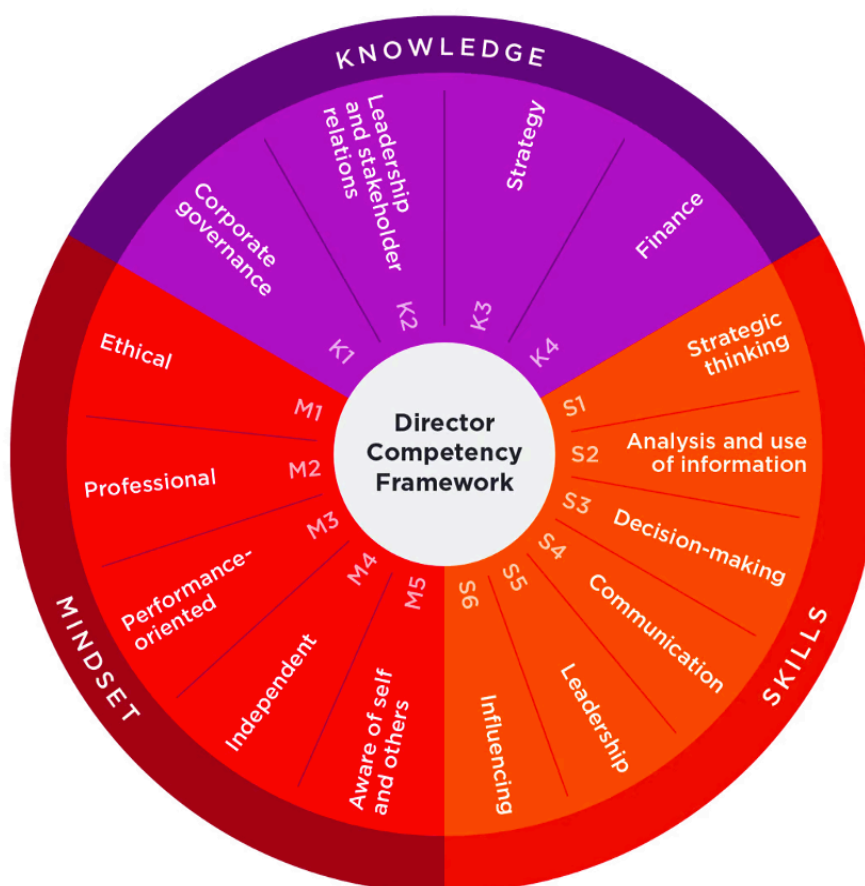 KNOWLEDGE
Corporate
governance
K1
Leadership
and stakeholder
relations
K2
Strategy
K3
Finance
K4
SKILLS
Strategic
thinking
S1
Analysis and use
of information
S2
Decision-making
S3
Communication
S4
Leadership
S5
Influencing
S6
MINDSET
Ethical
M1
Professional
M2
Performance-
oriented
M3
Independent
M4
Aware of self
and others
M5
Director
Competency
Framework